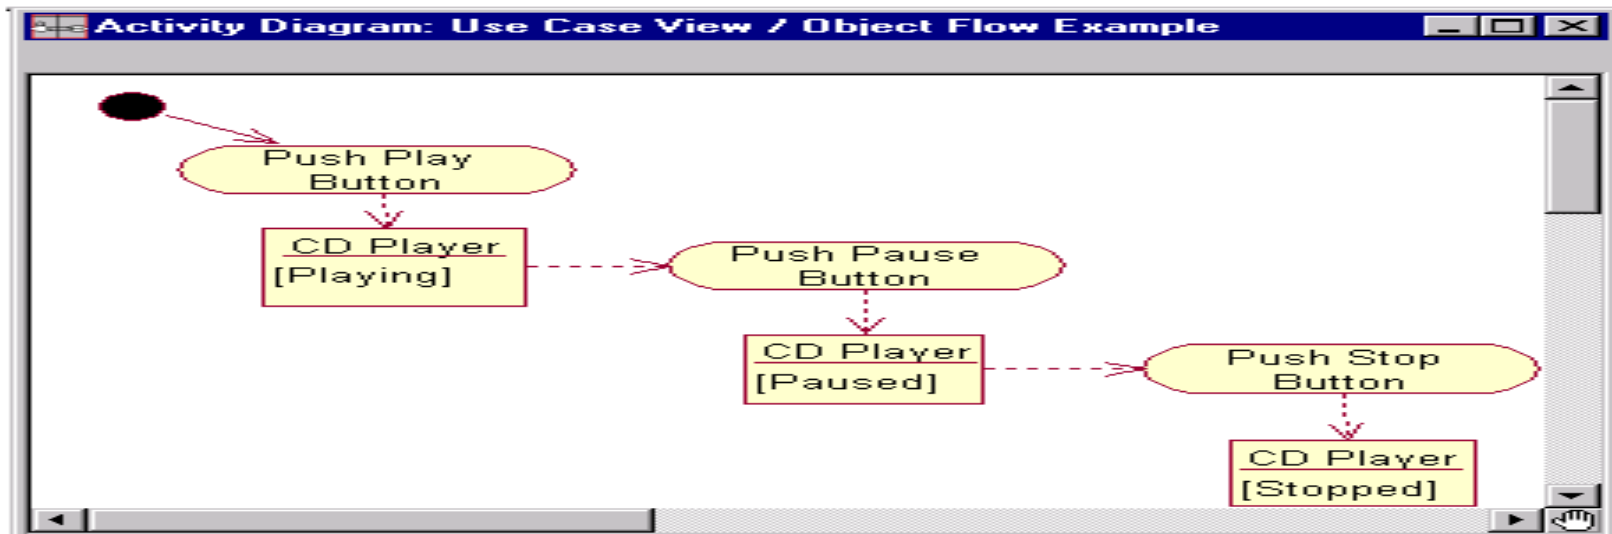 Activity Diagram: Use Case View / Object Flow Example
Push Play
Button
CD Player
[Playing]
Push Pause
Button
CD Player
[Paused]
Push Stop
Button
CD Player
[Stopped]